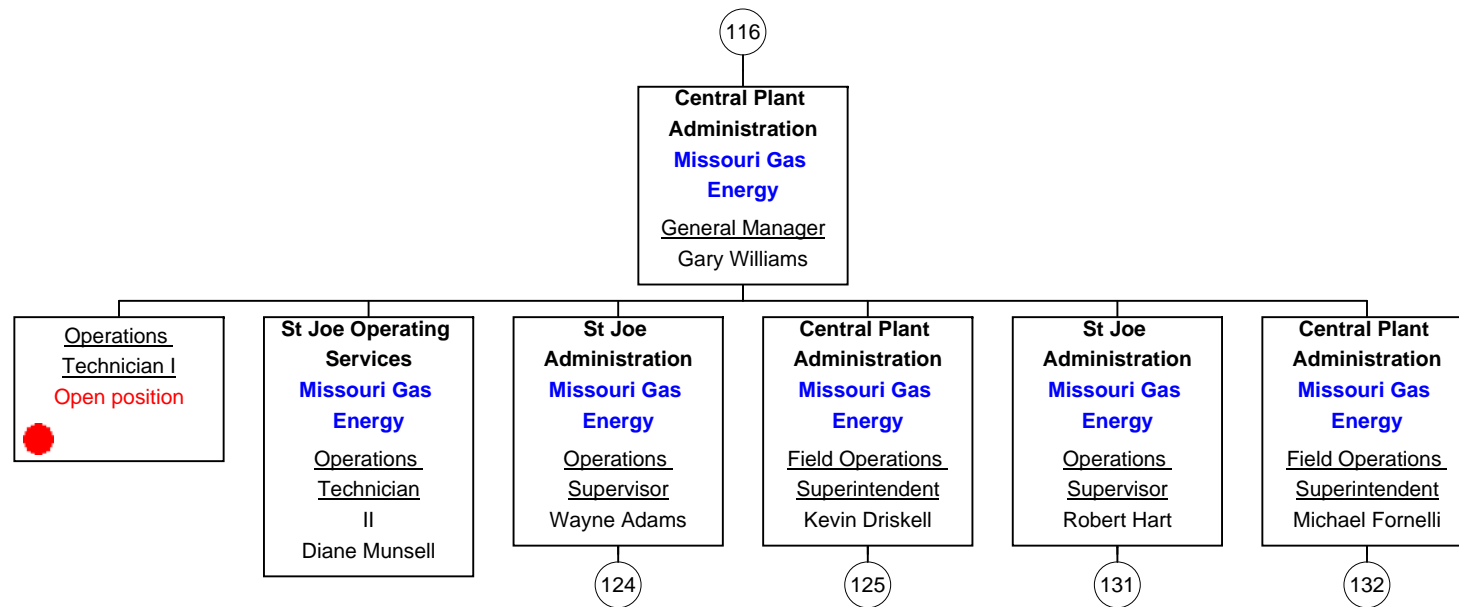 116
Central Plant
Administration
Missouri Gas
Energy
General Manager
Gary Williams
Operations
Technician I
Open position
St Joe Operating
Services
Missouri Gas
Energy
Operations
Technician
II
Diane Munsell
St Joe
Administration
Missouri Gas
Energy
Operations
Supervisor
Wayne Adams
124
Central Plant
Administration
Missouri Gas
Energy
Field Operations
Superintendent
Kevin Driskell
125
St Joe
Administration
Missouri Gas
Energy
Operations
Supervisor
Robert Hart
131
Central Plant
Administration
Missouri Gas
Energy
Field Operations
Superintendent
Michael Fornelli
132